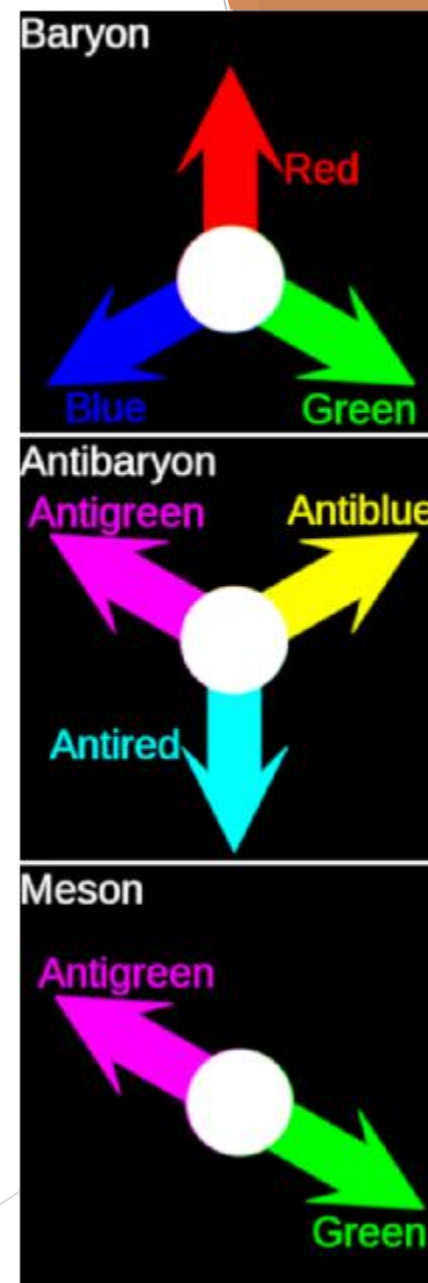 Baryon
Red
Blue Green
Antibaryon
Antigreen Antiblue
Antired
Meson
Antigreen
Green